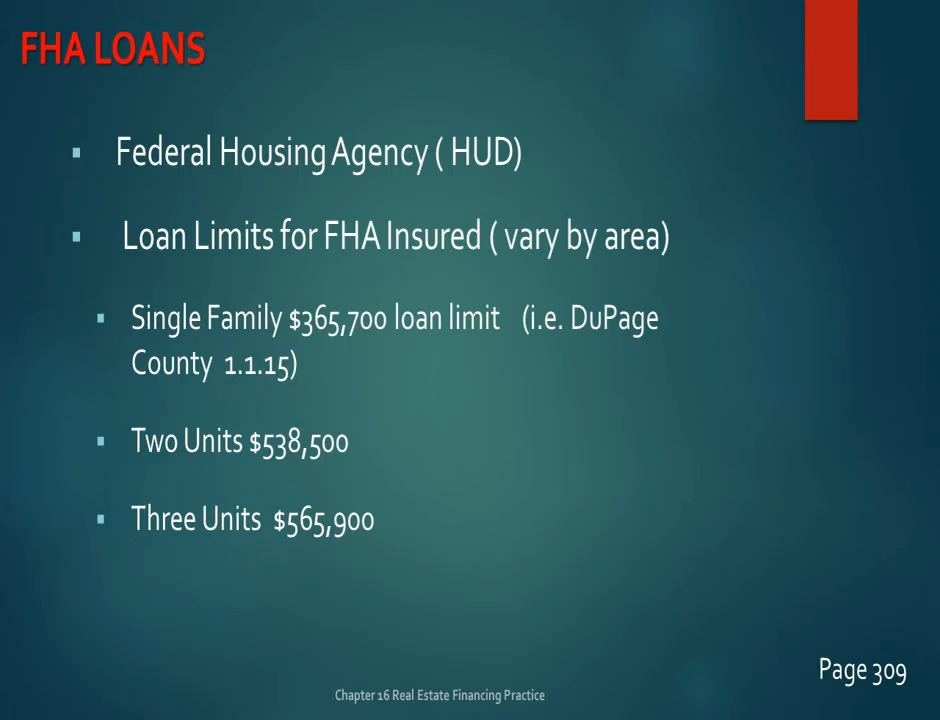 FHA LOANS
▪ Federal Housing Agency ( HUD)
▪ Loan Limits for FHA Insured ( vary by area)
▪ Single Family $365,700 loan limit (i.e. DuPage
County 1.1.15)
▪ Two Units $538,500
▪ Three Units $565,900
Page 309
Chapter 16 Real Estate Financing Practice